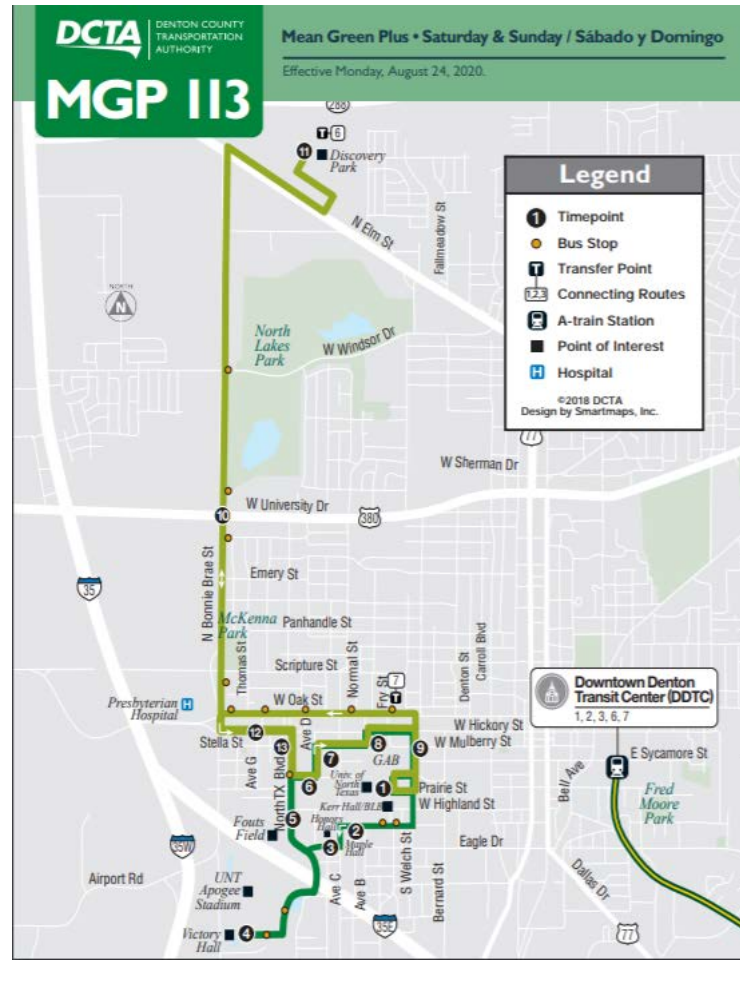 DCTA
DENTON COUNTY
TRANSPORTATION
AUTHORITY
MGP 113
Mean Green Plus • Saturday & Sunday / Sábado y Domingo
Effective Monday, August 24, 2020.
288
T 6
11
Discovery
Park
N Elm St
Fallmeadow St
NORTH
N
North
Lakes
Park
W Windsor Dr
Legend
1 Timepoint
Bus Stop
T Transfer Point
1,2,3 Connecting Routes
A-train Station
Point of Interest
H Hospital
©2018 DCTA
Design by Smartmaps, Inc.
77
W Sherman Dr
W University Dr
10
380
N Bonnie Brae St
Emery St
35
McKenna
Park
Panhandle St
Thomas St
Scripture St
Normal St
Fry St
7
T
Denton St
Carroll Blvd
Presbyterian
Hospital
H
W Oak St
Ave D
Downtown Denton
Transit Center (DDTC)
1, 2, 3, 6, 7
Stella St
12
13
8
9
W Hickory St
W Mulberry St
7
GAB
E Sycamore St
Ave G
North TX Blvd
6
Univ. of
North
Texas
1
Prairie St
W Highland St
Bell Ave
Fred
Moore
Park
Kerr Hall/BLB
5
Honors
Hall
2
Fouts
Field
3
Maple
Hall
Eagle Dr
35W
Airport Rd
UNT
Apogee
Stadium
Ave C
Ave B
S Welch St
Bernard St
Dallas Dr
Victory
Hall
4
35E
77